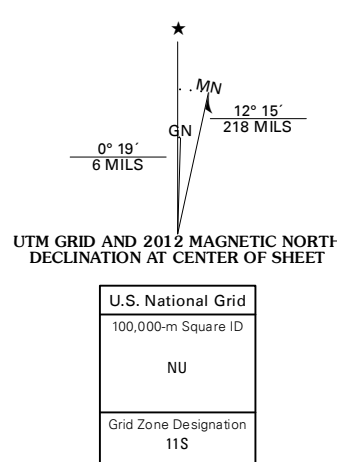 ★
MN
GN
12° 15´
218 MILS
0° 19´
6 MILS
UTM GRID AND 2012 MAGNETIC NORTH
DECLINATION AT CENTER OF SHEET
U.S. National Grid
100,000-m Square ID
NU
Grid Zone Designation
11S